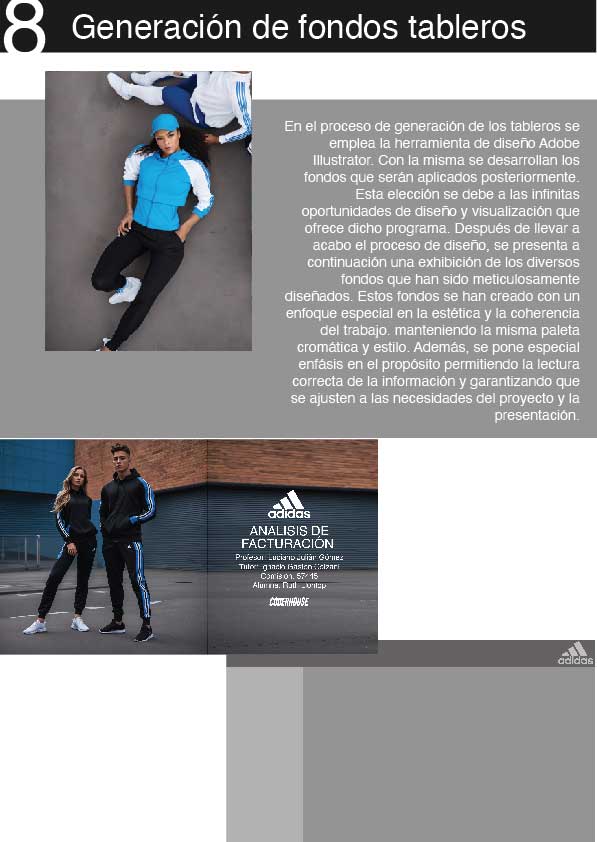 8 Generación de fondos tableros
En el proceso de generación de los tableros se
emplea la herramienta de diseño Adobe
Illustrator. Con la misma se desarrollan los
fondos que serán aplicados posteriormente.
Esta elección se debe a las infinitas
oportunidades de diseño y visualización que
ofrece dicho programa. Después de llevar a
acabo el proceso de diseño, se presenta a
continuación una exhibición de los diversos
fondos que han sido meticulosamente
diseñados. Estos fondos se han creado con un
enfoque especial en la estética y la coherencia
del trabajo. manteniendo la misma paleta
cromática y estilo. Además, se pone especial
enfásis en el propósito permitiendo la lectura
correcta de la información y garantizando que
se ajusten a las necesidades del proyecto y la
presentación.
adidas
ANALISIS DE
FACTURACIÓN
Profesor: Luciano Julián Gómez
Tutor: Ignacio Gaston
Comisión: 57445
Alumna: Ruth
CODERHOUSE
adidas